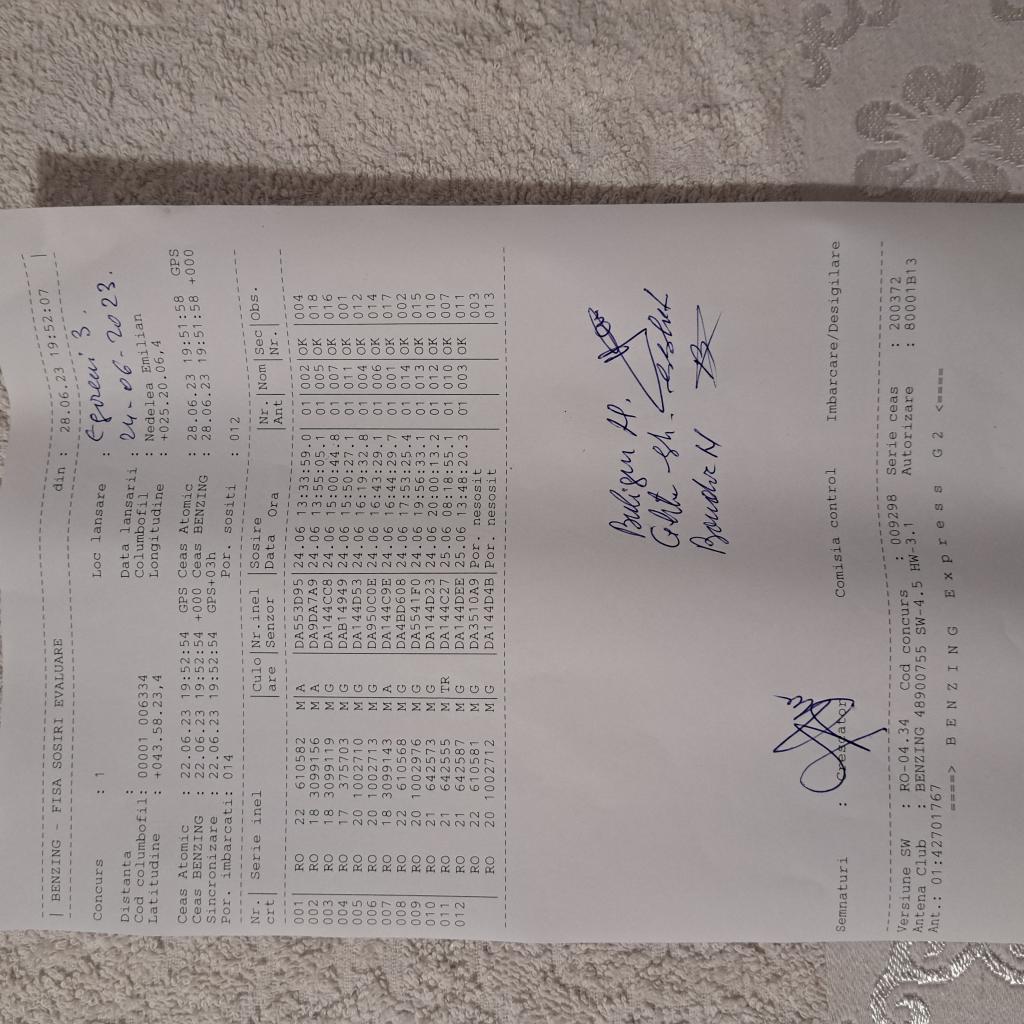 | BENZING - FISA SOSIRI EVALUARE din : 28.06.23 19:52:07 |
Concurs : 1 Loc lansare : 3.
Distanta : Data lansarii : 24-06-2023.
Cod columbofil: 00001 006334 Columbofil : Nedelea Emilian
Latitudine : +043.58.23,4 Longitudine : +025.20.06,4
Ceas Atomic : 22.06.23 19:52:54 GPS Ceas Atomic : 28.06.23 19:51:58 GPS
Ceas BENZING : 22.06.23 19:52:54 +000 Ceas BENZING : 28.06.23 19:51:58 +000
Sincronizare : 22.06.23 19:52:54 GPS+03h
Por. imbarcati: 014 Por. sositi : 012
Nr.| Serie inel |Culo|Nr.inel |Sosire |Nr.|Nom|Sec|Obs.
crt| |are |Senzor |Data Ora |Ant| |Nr.|
001 | RO 22 610582 M|A |DA553D95|24.06 13:33:59.0| 01|002|OK |004
002 | RO 18 3099156 M|A |DA9DA7A9|24.06 13:55:05.1| 01|005|OK |018
003 | RO 18 3099119 M|G |DA144CC8|24.06 15:00:44.8| 01|007|OK |016
004 | RO 17 375703 M|G |DAB14949|24.06 15:50:27.1| 01|011|OK |001
005 | RO 20 1002710 M|G |DA144D53|24.06 16:19:32.8| 01|004|OK |012
006 | RO 20 1002713 M|G |DA950C0E|24.06 16:43:29.1| 01|006|OK |014
007 | RO 18 3099143 M|A |DA144C9E|24.06 16:44:29.7| 01|001|OK |017
008 | RO 22 610568 M|G |DA4BD608|24.06 17:53:25.4| 01|014|OK |002
009 | RO 20 1002976 M|G |DA5541F0|24.06 19:56:33.1| 01|013|OK |015
010 | RO 21 642573 M|G |DA144D23|24.06 20:00:13.2| 01|012|OK |010
011 | RO 21 642555 M|TR |DA144C27|25.06 08:18:55.1| 01|010|OK |007
012 | RO 21 642587 M|G |DA144DEE|25.06 13:48:20.3| 01|003|OK |011
| RO 22 610581 M|G |DA3510A9|Por. nesosit | | | |003
| RO 20 1002712 M|G |DA144D4B|Por. nesosit | | | |013
Semnaturi : Crescator Comisia control Imbarcare/Desigilare
Versiune SW : RO-04.34 Cod concurs : 009298 Serie ceas : 200372
Antena Club : BENZING 48900755 SW-4.5 HW-3.1 Autorizare : 80001B13
Ant.: 01:42701767
====> B E N Z I N G E x p r e s s G 2 <====